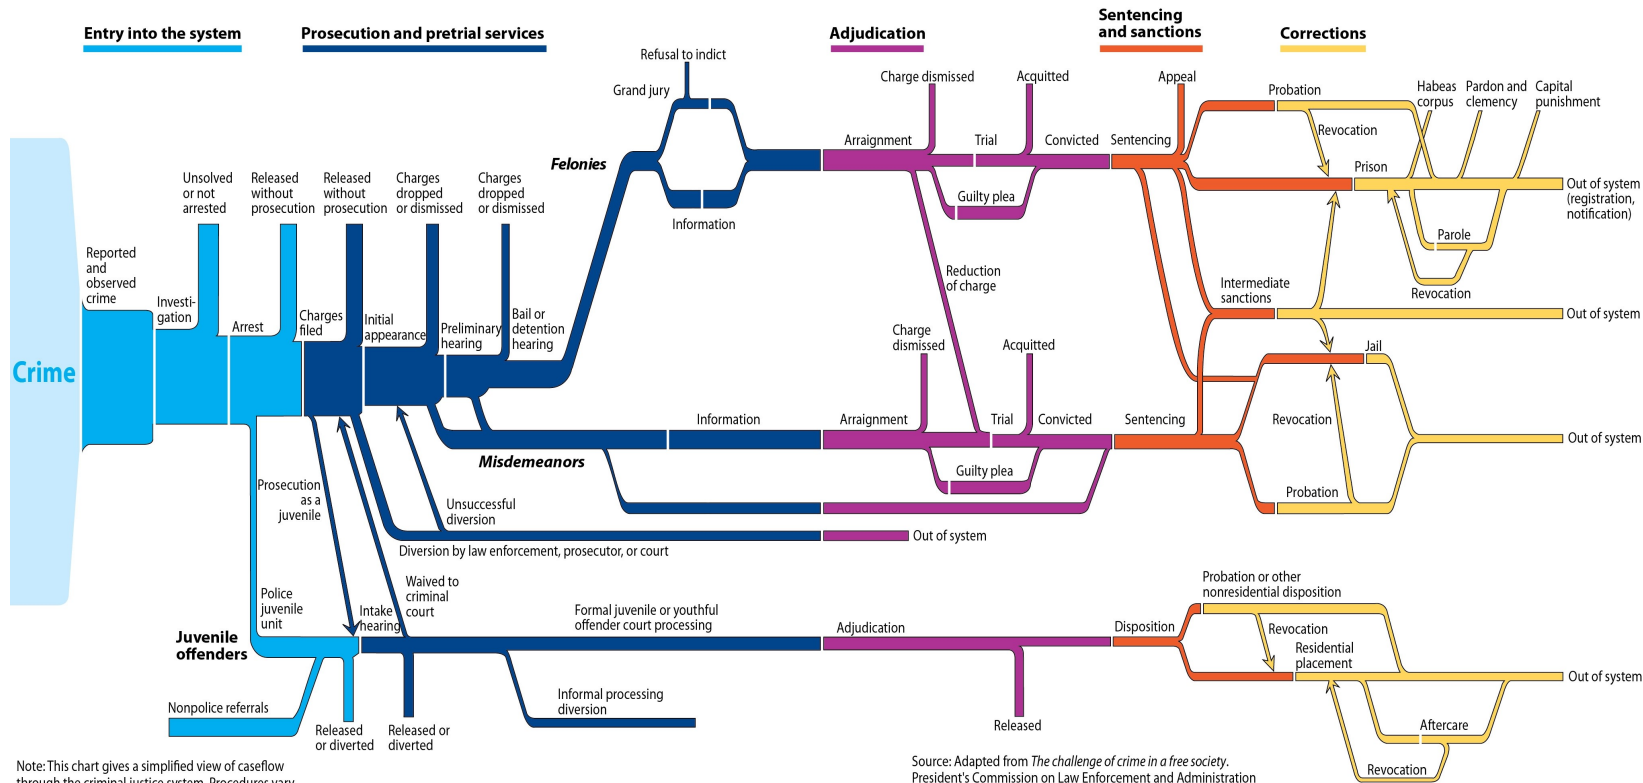 Entry into the system
Prosecution and pretrial services
Adjudication
Sentencing
and sanctions
Corrections
Crime
Reported
and
observed
crime
Investi-
gation
Unsolved
or not
arrested
Arrest
Released
without
prosecution
Charges
filed
Released
without
prosecution
Initial
appearance
Charges
dropped
or dismissed
Preliminary
hearing
Charges
dropped
or dismissed
Bail or
detention
hearing
Felonies
Grand jury
Refusal to indict
Information
Arraignment
Charge dismissed
Trial
Acquitted
Convicted
Guilty plea
Reduction
of charge
Sentencing
Appeal
Probation
Revocation
Prison
Habeas
corpus
Pardon and
clemency
Capital
punishment
Out of system
(registration,
notification)
Parole
Revocation
Intermediate
sanctions
Out of system
Misdemeanors
Information
Arraignment
Charge
dismissed
Trial
Acquitted
Convicted
Guilty plea
Sentencing
Jail
Revocation
Probation
Out of system
Unsuccessful
diversion
Diversion by law enforcement, prosecutor, or court
Out of system
Prosecution
as a
juvenile
Waived to
criminal
court
Police
juvenile
unit
Juvenile
offenders
Intake
hearing
Nonpolice referrals
Released
or diverted
Released or
diverted
Formal juvenile or youthful
offender court processing
Informal processing
diversion
Adjudication
Released
Disposition
Probation or other
nonresidential disposition
Revocation
Residential
placement
Out of system
Aftercare
Revocation
Note: This chart gives a simplified view of caseflow
through the criminal justice system. Procedures vary
Source: Adapted from The challenge of crime in a free society.
President's Commission on Law Enforcement and Administration